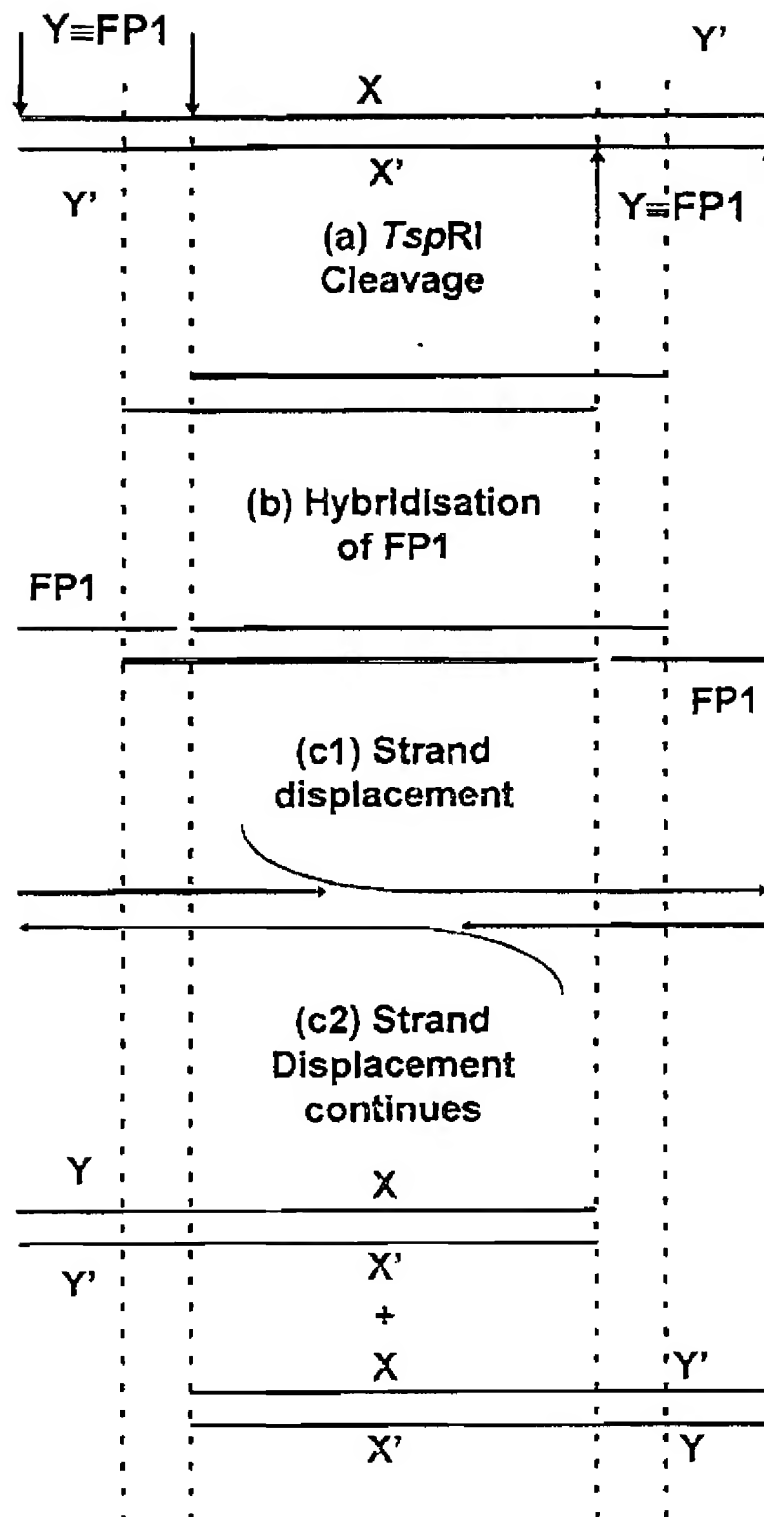 Y≡FP1
Y'
X
X'
Y'
Y≡FP1
(a) TspRI
Cleavage
(b) Hybridisation
of FP1
FP1
FP1
(c1) Strand
displacement
(c2) Strand
Displacement
continues
Y
X
Y'
X'
+
X
Y'
X'
Y